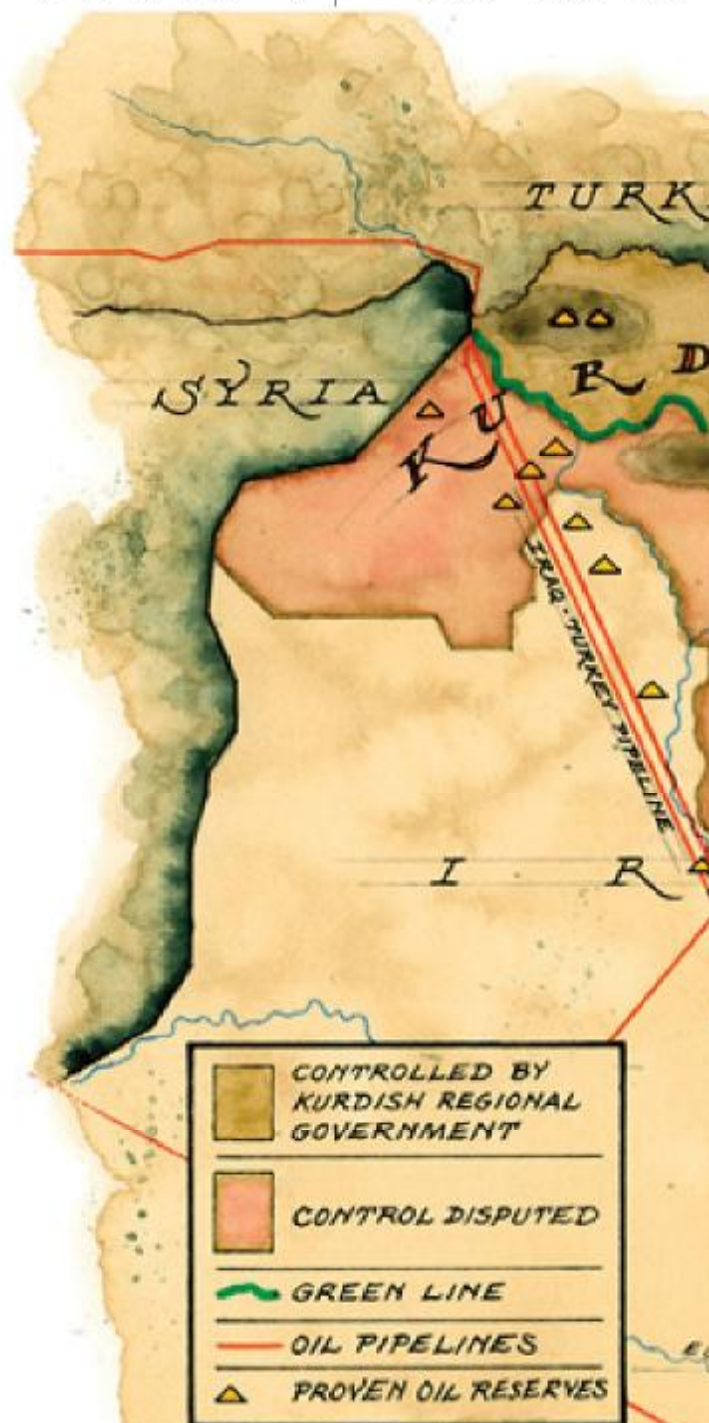 TURK
SYRIA
KURD
IRAQ-TURKEY PIPELINE
I R
CONTROLLED BY
KURDISH REGIONAL
GOVERNMENT
CONTROL DISPUTED
GREEN LINE
OIL PIPELINES
PROVEN OIL RESERVES